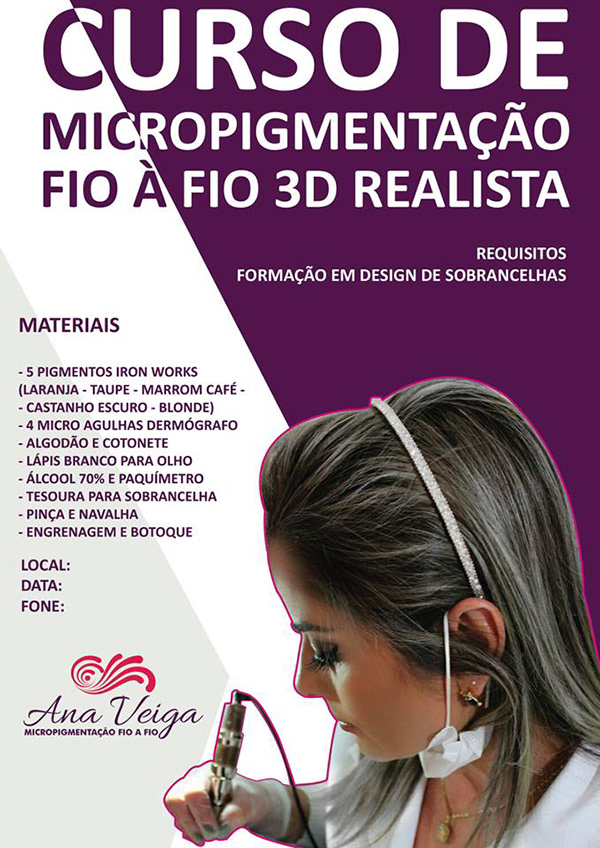 CURSO DE
MICROPIGMENTAÇÃO
FIO À FIO 3D REALISTA
REQUISITOS
FORMAÇÃO EM DESIGN DE SOBRANCELHAS
MATERIAIS
- 5 PIGMENTOS IRON WORKS
(LARANJA - TAUPE - MARROM CAFÉ -
- CASTANHO ESCURO - BLONDE)
- 4 MICRO AGULHAS DERMÓGRAFO
- ALGODÃO E COTONETE
- LÁPIS BRANCO PARA OLHO
- ÁLCOOL 70% E PAQUÍMETRO
- TESOURA PARA SOBRANCELHA
- PINÇA E NAVALHA
- ENGRENAGEM E BOTOQUE
LOCAL:
DATA:
FONE:
Ana Veiga
MICROPIGMENTAÇÃO FIO A FIO